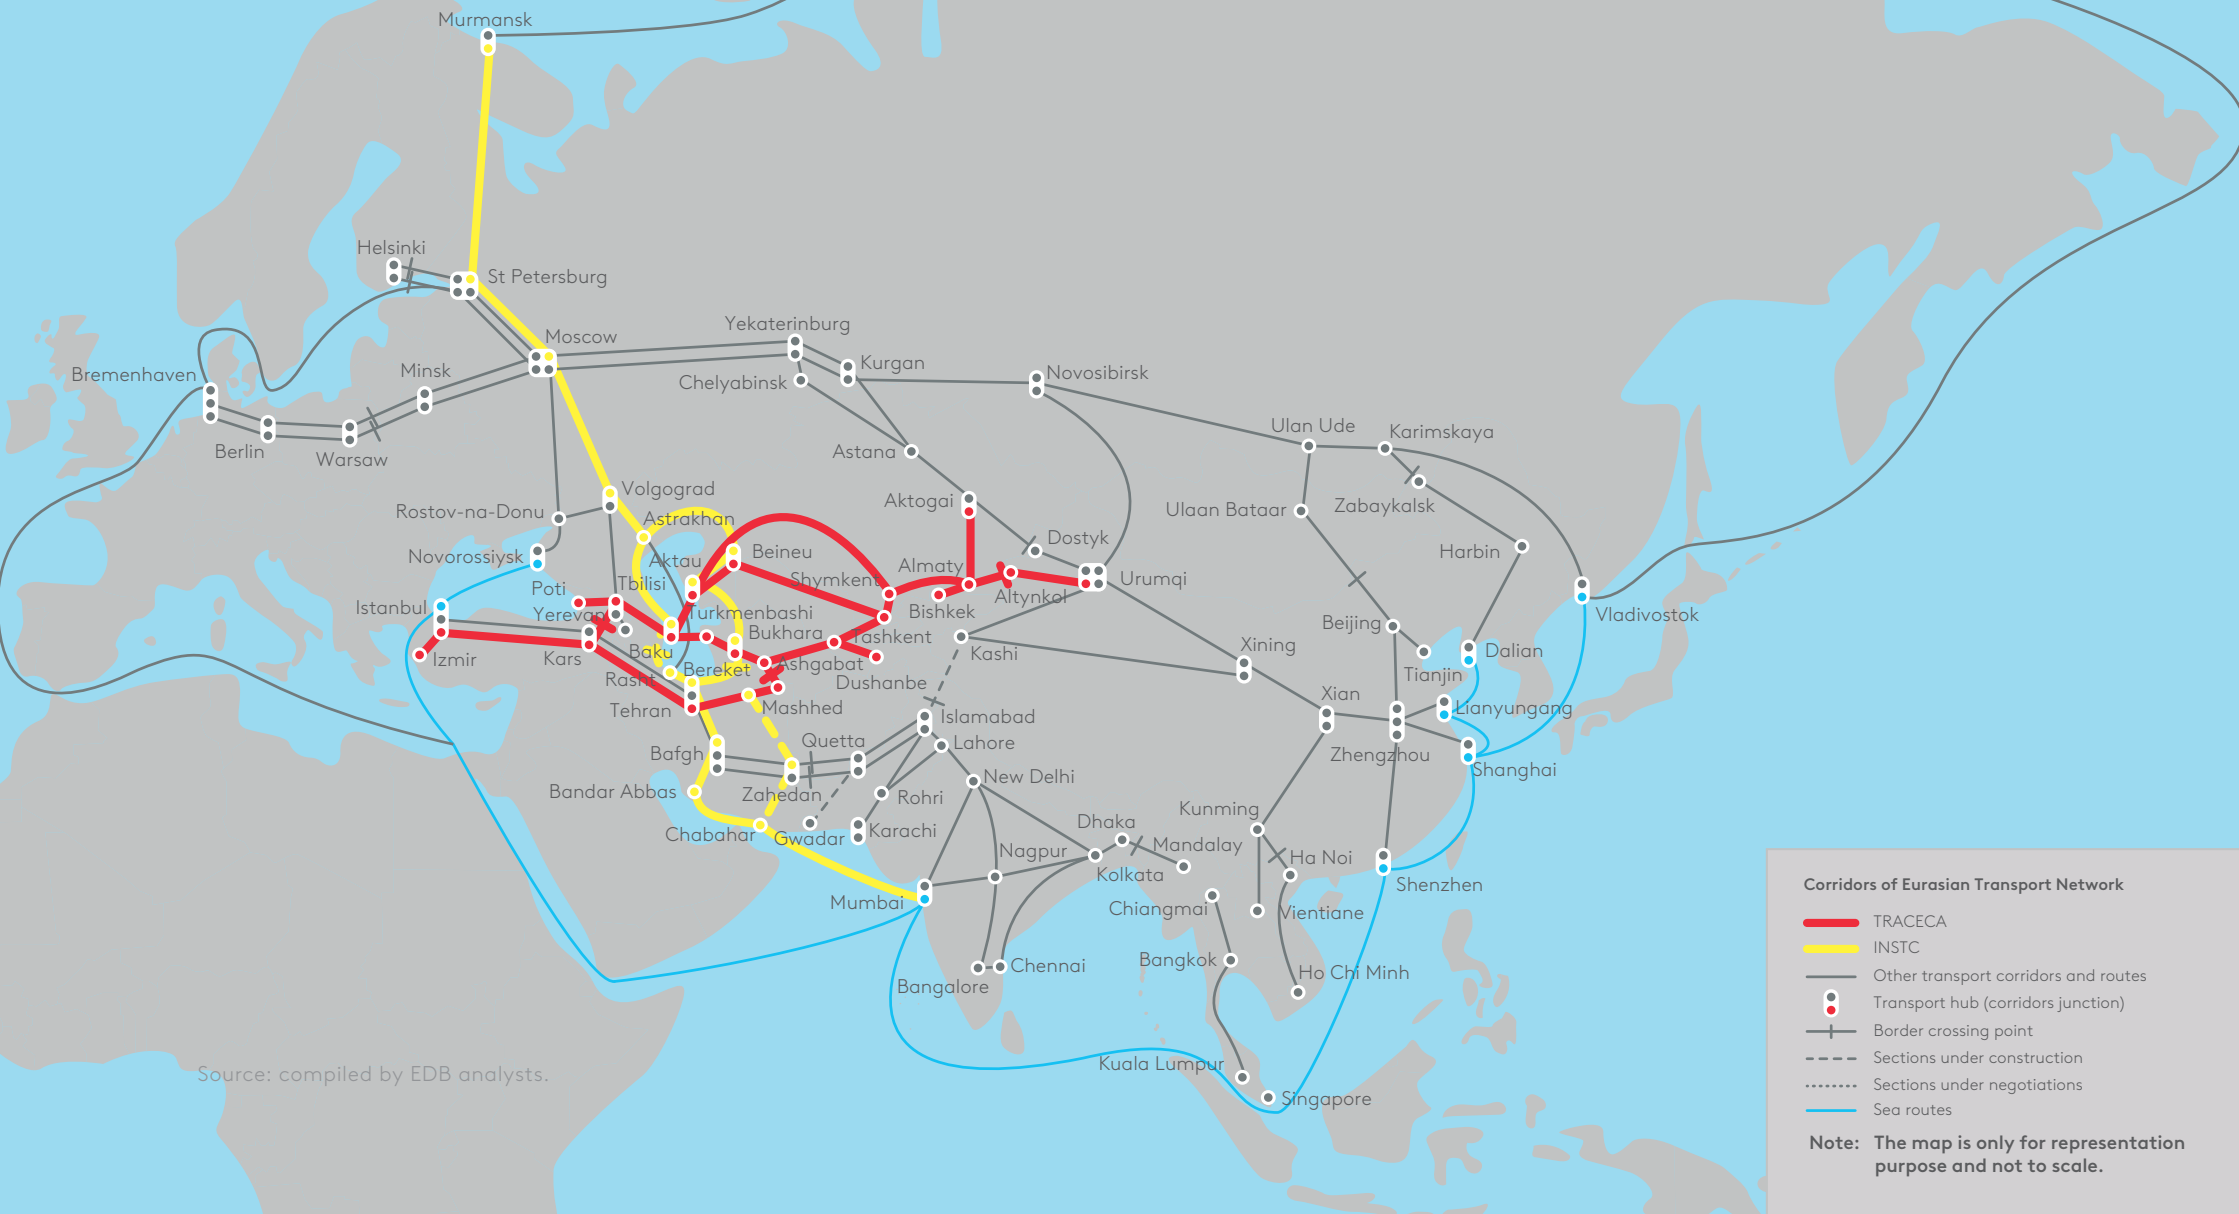 Murmansk
Helsinki
St Petersburg
Moscow
Yekaterinburg
Minsk
Kurgan
Bremenhaven
Chelyabinsk
Novosibirsk
Berlin
Warsaw
Ulan Ude
Karimskaya
Astana
Volgograd
Aktogai
Rostov-na-Donu
Astrakhan
Ulaan Bataar
Zabaykalsk
Dostyk
Novorossiysk
Aktau
Beineu
Harbin
Almaty
Poti
Tbilisi
Shymkent
Urumqi
Istanbul
Yerevan
Turkmenbashi
Bishkek
Altynkol
Vladivostok
Bukhara
Tashkent
Beijing
Izmir
Kars
Baku
Kashi
Xining
Dalian
Rasht
Bereket
Ashgabat
Dushanbe
Tianjin
Tehran
Mashhed
Islamabad
Xian
Lianyungang
Bafgh
Quetta
Lahore
Zhengzhou
Shanghai
New Delhi
Bandar Abbas
Zahedan
Rohri
Chabahar
Gwadar
Karachi
Kunming
Dhaka
Mandalay
Nagpur
Ha Noi
Kolkata
Shenzhen
Mumbai
Chiangmai
Vientiane
Bangkok
Chennai
Bangalore
Ho Chi Minh
Kuala Lumpur
Singapore
Source: compiled by EDB analysts.
Corridors of Eurasian Transport Network
TRACECA
INSTC
Other transport corridors and routes
Transport hub (corridors junction)
Border crossing point
Sections under construction
Sections under negotiations
Sea routes
Note: The map is only for representation
purpose and not to scale.